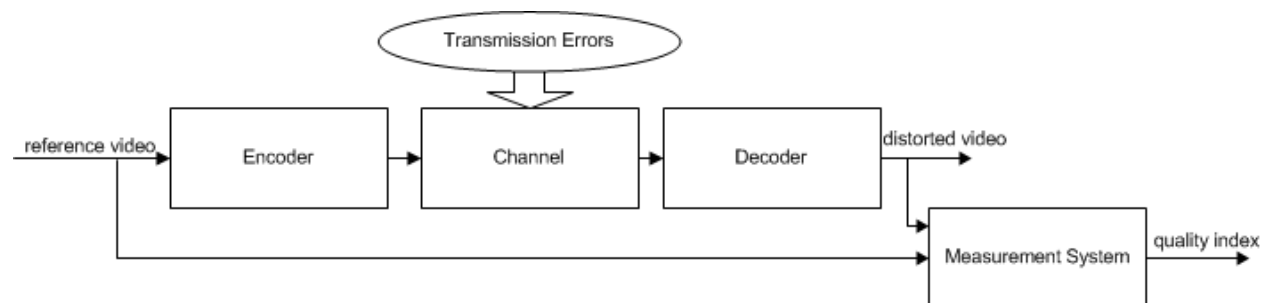 Transmission Errors
reference video
Encoder
Channel
Decoder
distorted video
Measurement System
quality index